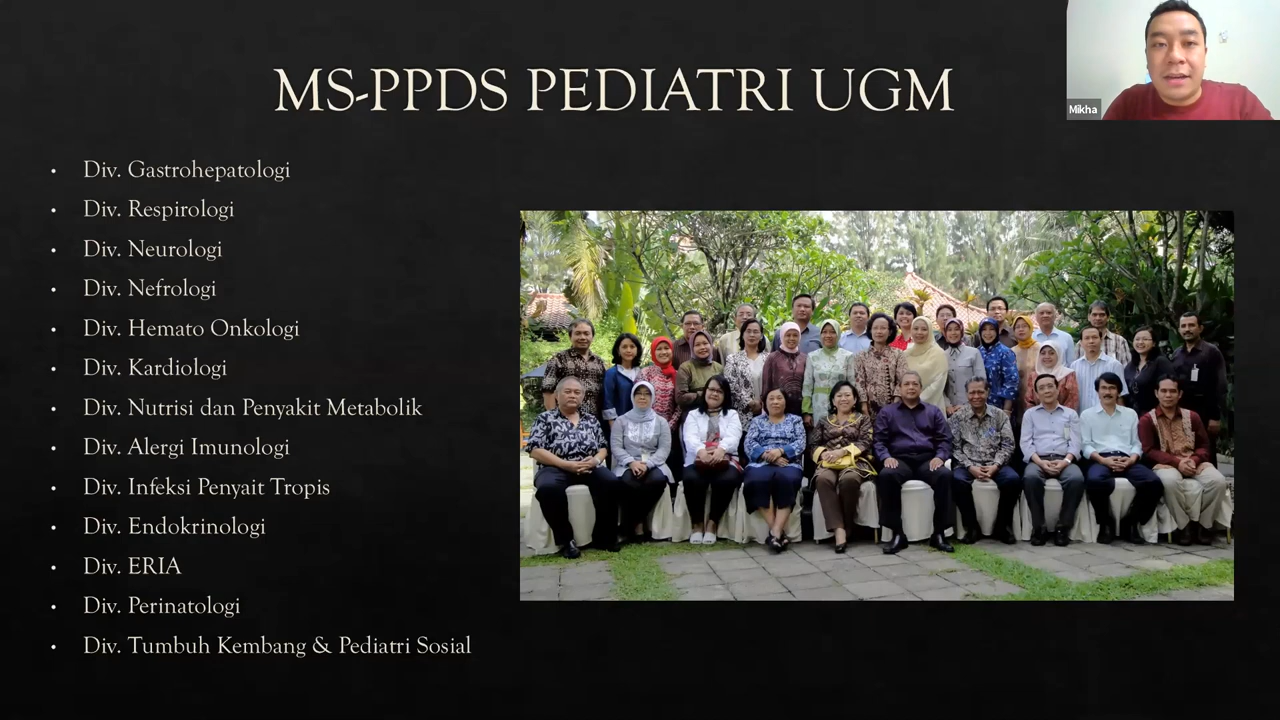 MS-PPDS PEDIATRI UGM
Mikha
• Div. Gastrohepatologi
• Div. Respirologi
• Div. Neurologi
• Div. Nefrologi
• Div. Hemato Onkologi
• Div. Kardiologi
• Div. Nutrisi dan Penyakit Metabolik
• Div. Alergi Imunologi
• Div. Infeksi Penyait Tropis
• Div. Endokrinologi
• Div. ERIA
• Div. Perinatologi
• Div. Tumbuh Kembang & Pediatri Sosial